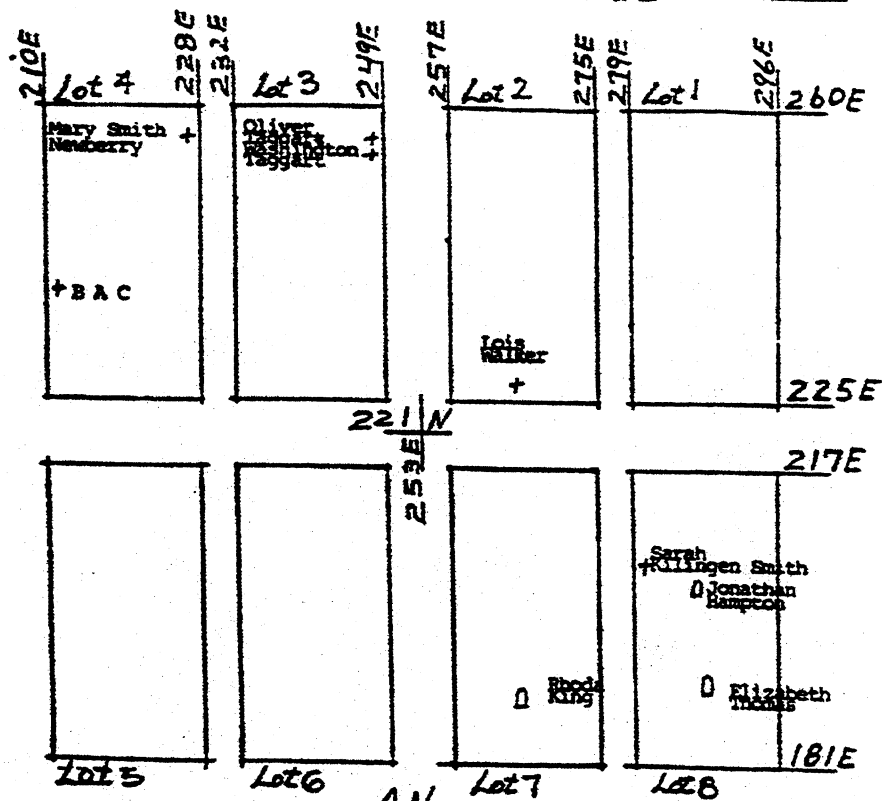 210E
228E
232E
249E
257E
275E
279E
296E
Lot 4
Lot 3
Lot 2
Lot 1
260E
Mary Smith
Newberry
Oliver
Taggart
Washington
Taggart
B A C
Lois
Walker
225E
221 N
253E
217E
Sarah
Kilingen Smith
Jonathan
Hampton
Rhoda
King
Elizabeth
Thomas
181E
Lot 5
Lot 6
Lot 7
Lot 8
N